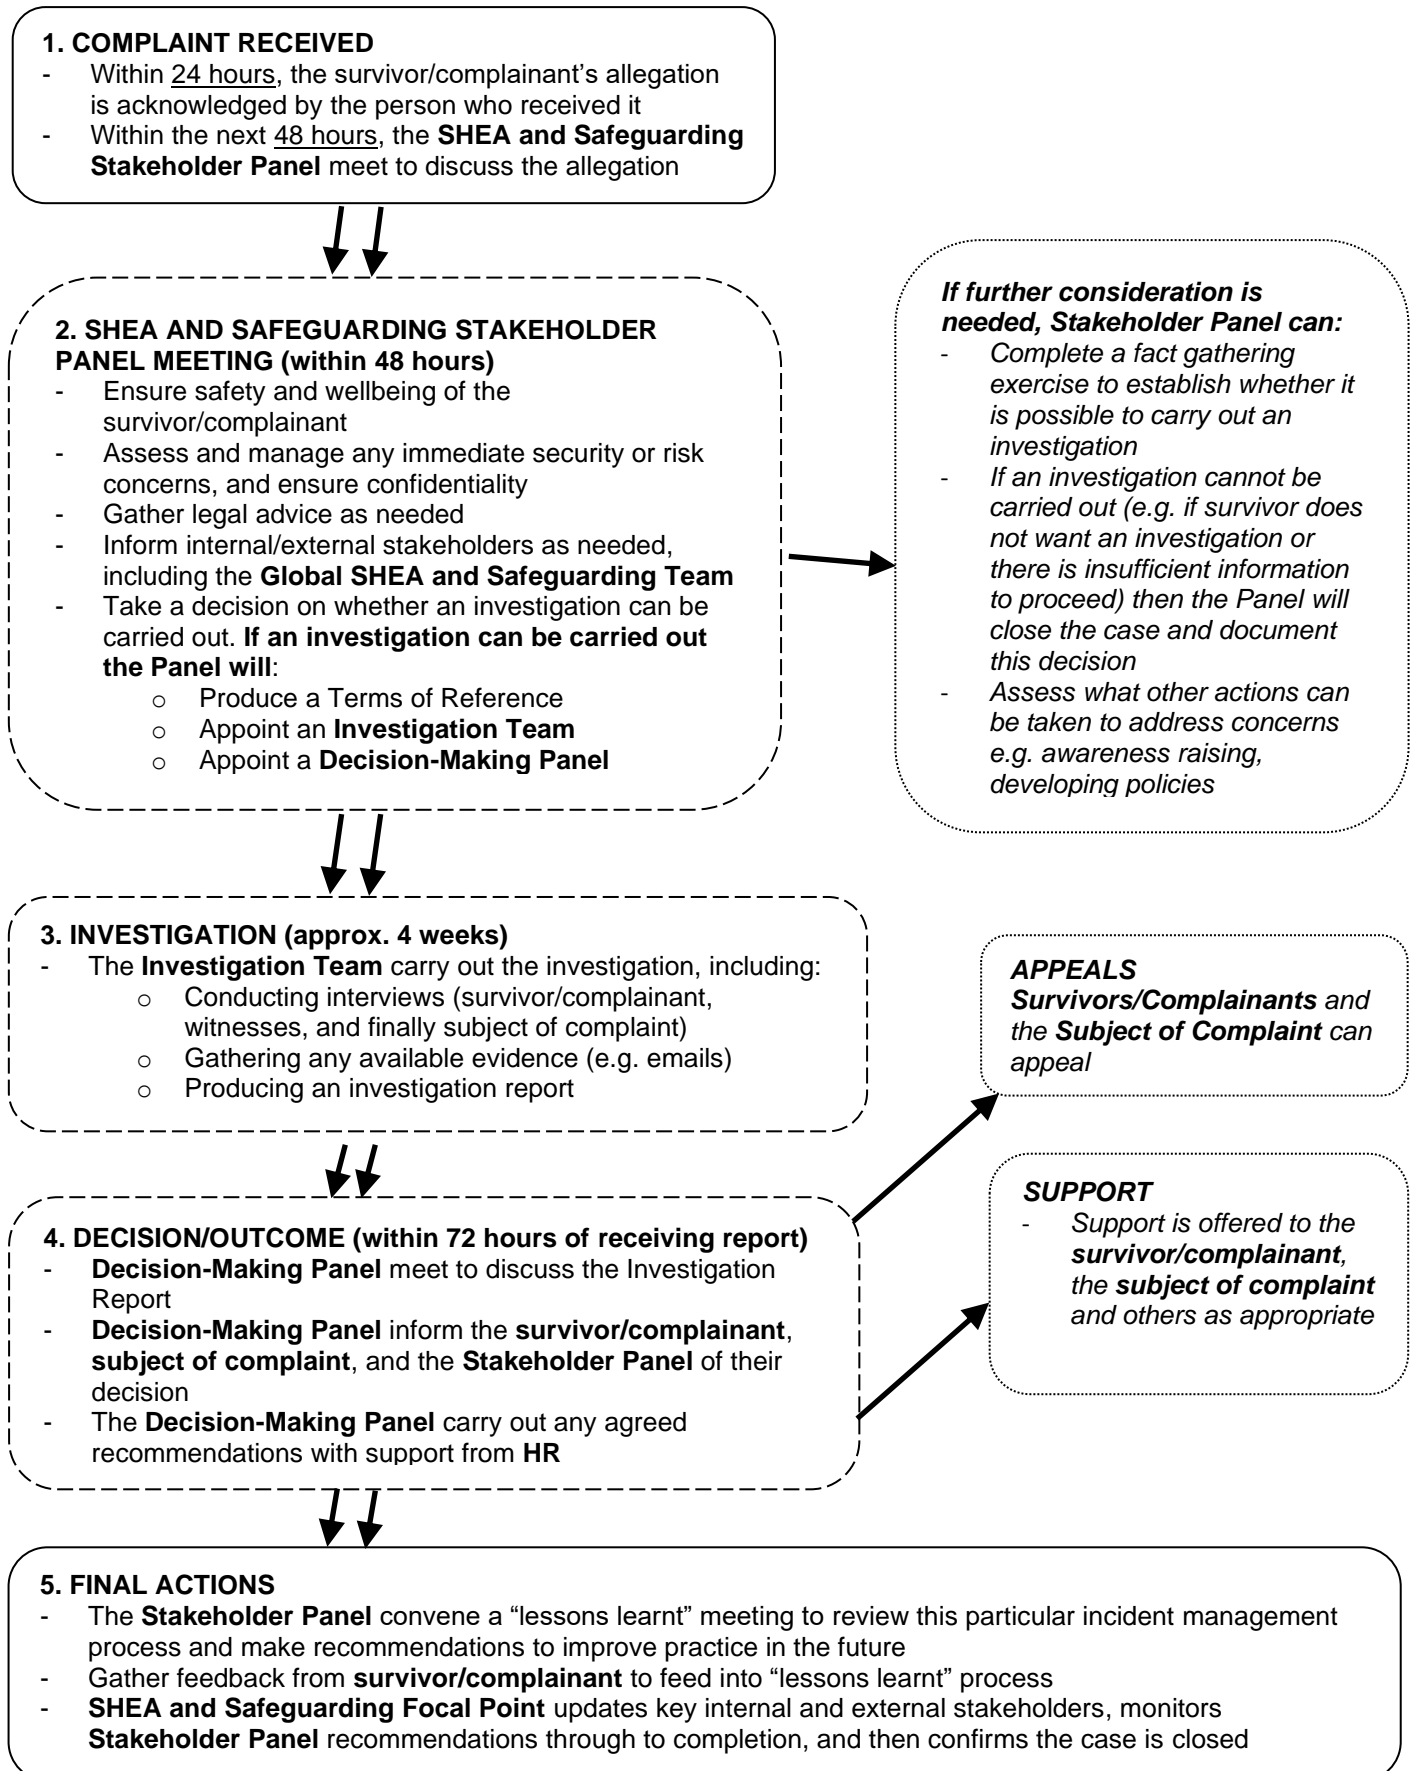 1. COMPLAINT RECEIVED
- Within 24 hours, the survivor/complainant’s allegation
is acknowledged by the person who received it
- Within the next 48 hours, the SHEA and Safeguarding
Stakeholder Panel meet to discuss the allegation
2. SHEA AND SAFEGUARDING STAKEHOLDER
PANEL MEETING (within 48 hours)
- Ensure safety and wellbeing of the
survivor/complainant
- Assess and manage any immediate security or risk
concerns, and ensure confidentiality
- Gather legal advice as needed
- Inform internal/external stakeholders as needed,
including the Global SHEA and Safeguarding Team
- Take a decision on whether an investigation can be
carried out. If an investigation can be carried out
the Panel will:
o Produce a Terms of Reference
o Appoint an Investigation Team
o Appoint a Decision-Making Panel
If further consideration is
needed, Stakeholder Panel can:
- Complete a fact gathering
exercise to establish whether it
is possible to carry out an
investigation
- If an investigation cannot be
carried out (e.g. if survivor does
not want an investigation or
there is insufficient information
to proceed) then the Panel will
close the case and document
this decision
- Assess what other actions can
be taken to address concerns
e.g. awareness raising,
developing policies
3. INVESTIGATION (approx. 4 weeks)
- The Investigation Team carry out the investigation, including:
o Conducting interviews (survivor/complainant,
witnesses, and finally subject of complaint)
o Gathering any available evidence (e.g. emails)
o Producing an investigation report
APPEALS
Survivors/Complainants and
the Subject of Complaint can
appeal
4. DECISION/OUTCOME (within 72 hours of receiving report)
- Decision-Making Panel meet to discuss the Investigation
Report
- Decision-Making Panel inform the survivor/complainant,
subject of complaint, and the Stakeholder Panel of their
decision
- The Decision-Making Panel carry out any agreed
recommendations with support from HR
SUPPORT
- Support is offered to the
survivor/complainant,
the subject of complaint
and others as appropriate
5. FINAL ACTIONS
- The Stakeholder Panel convene a “lessons learnt” meeting to review this particular incident management
process and make recommendations to improve practice in the future
- Gather feedback from survivor/complainant to feed into “lessons learnt” process
- SHEA and Safeguarding Focal Point updates key internal and external stakeholders, monitors
Stakeholder Panel recommendations through to completion, and then confirms the case is closed